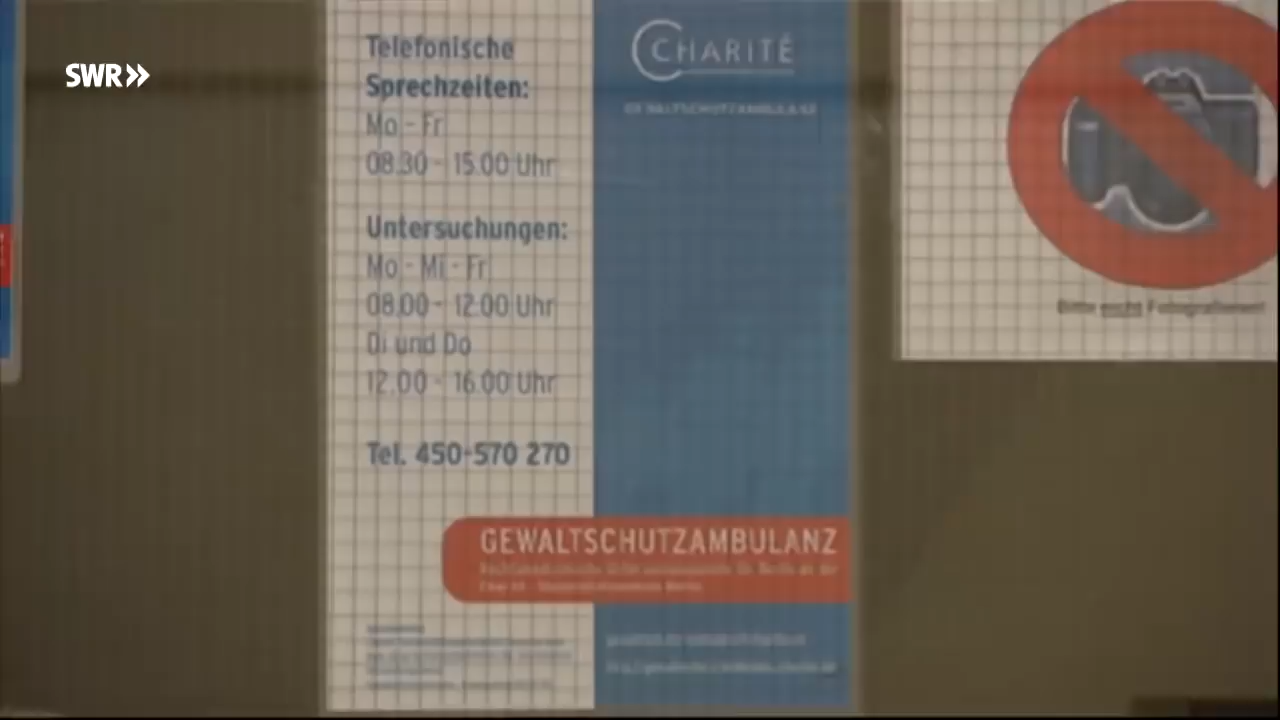 SWR»
Telefonische
Sprechzeiten:
Mo - Fr
08.30 - 15.00 Uhr
Untersuchungen:
Mo - Mi - Fr
08.00 - 12.00 Uhr
Di und Do
12.00 - 16.00 Uhr
Tel. 450-570 270
CHARITÉ
GEWALTSCHUTZAMBULANZ
GEWALTSCHUTZAMBULANZ
Bitte nicht Fotografieren!